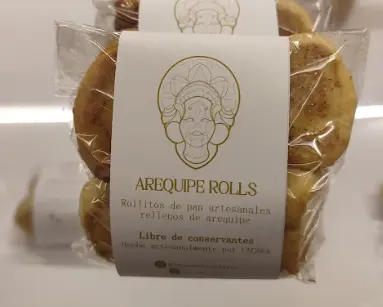 AREQUIPE ROLLS
Rollitos de pan artesanales
rellenos de arequipe
Libre de conservantes
Hecho artesanalmente por